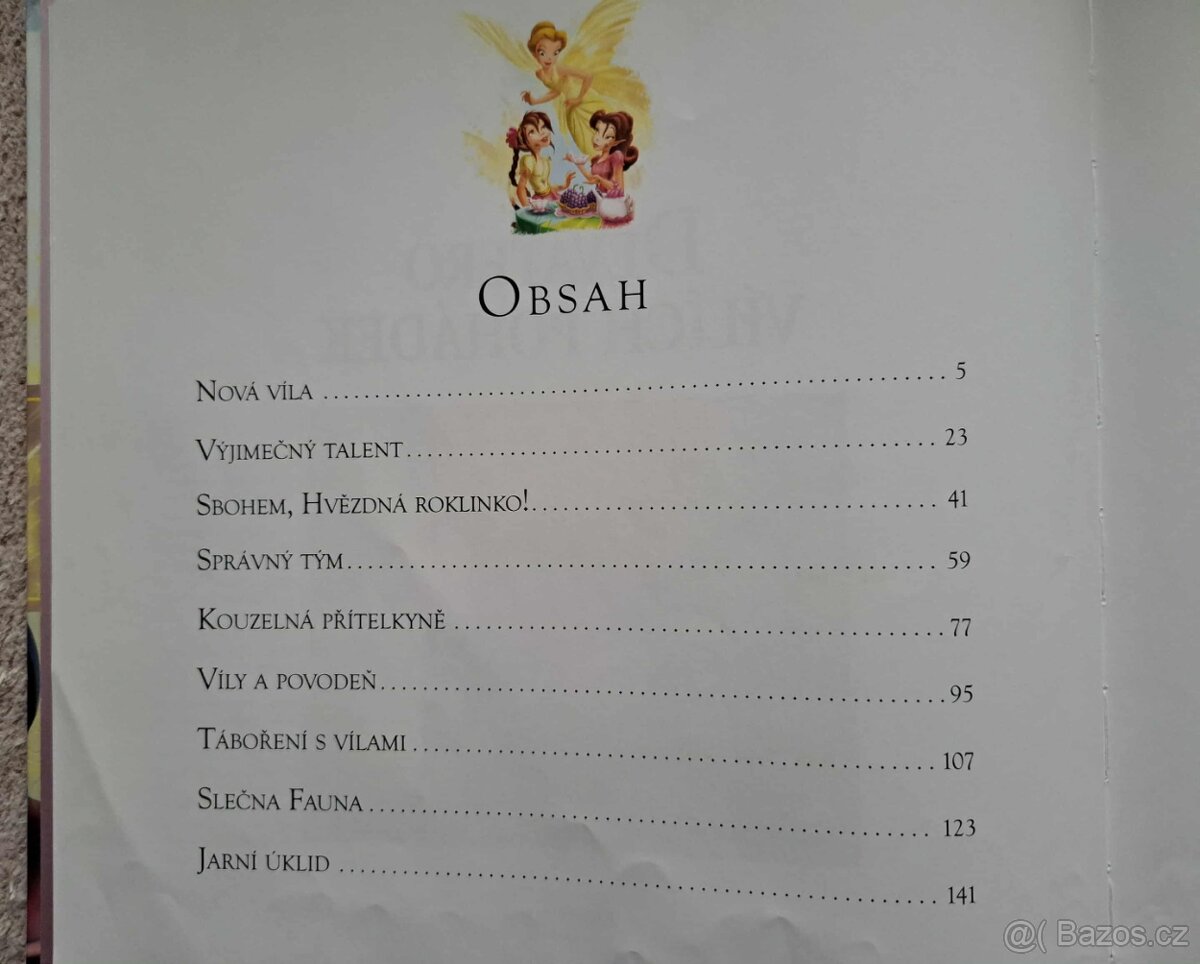 Obsah
Nová víla 5
Výjimečný talent 23
Sbohem, Hvězdná roklinko! 41
Správný tým 59
Kouzelná přítelkyně 77
Víly a povodeň 95
Táboření s vílami 107
Slečna Fauna 123
Jarní úklid 141
@( Bazos.cz